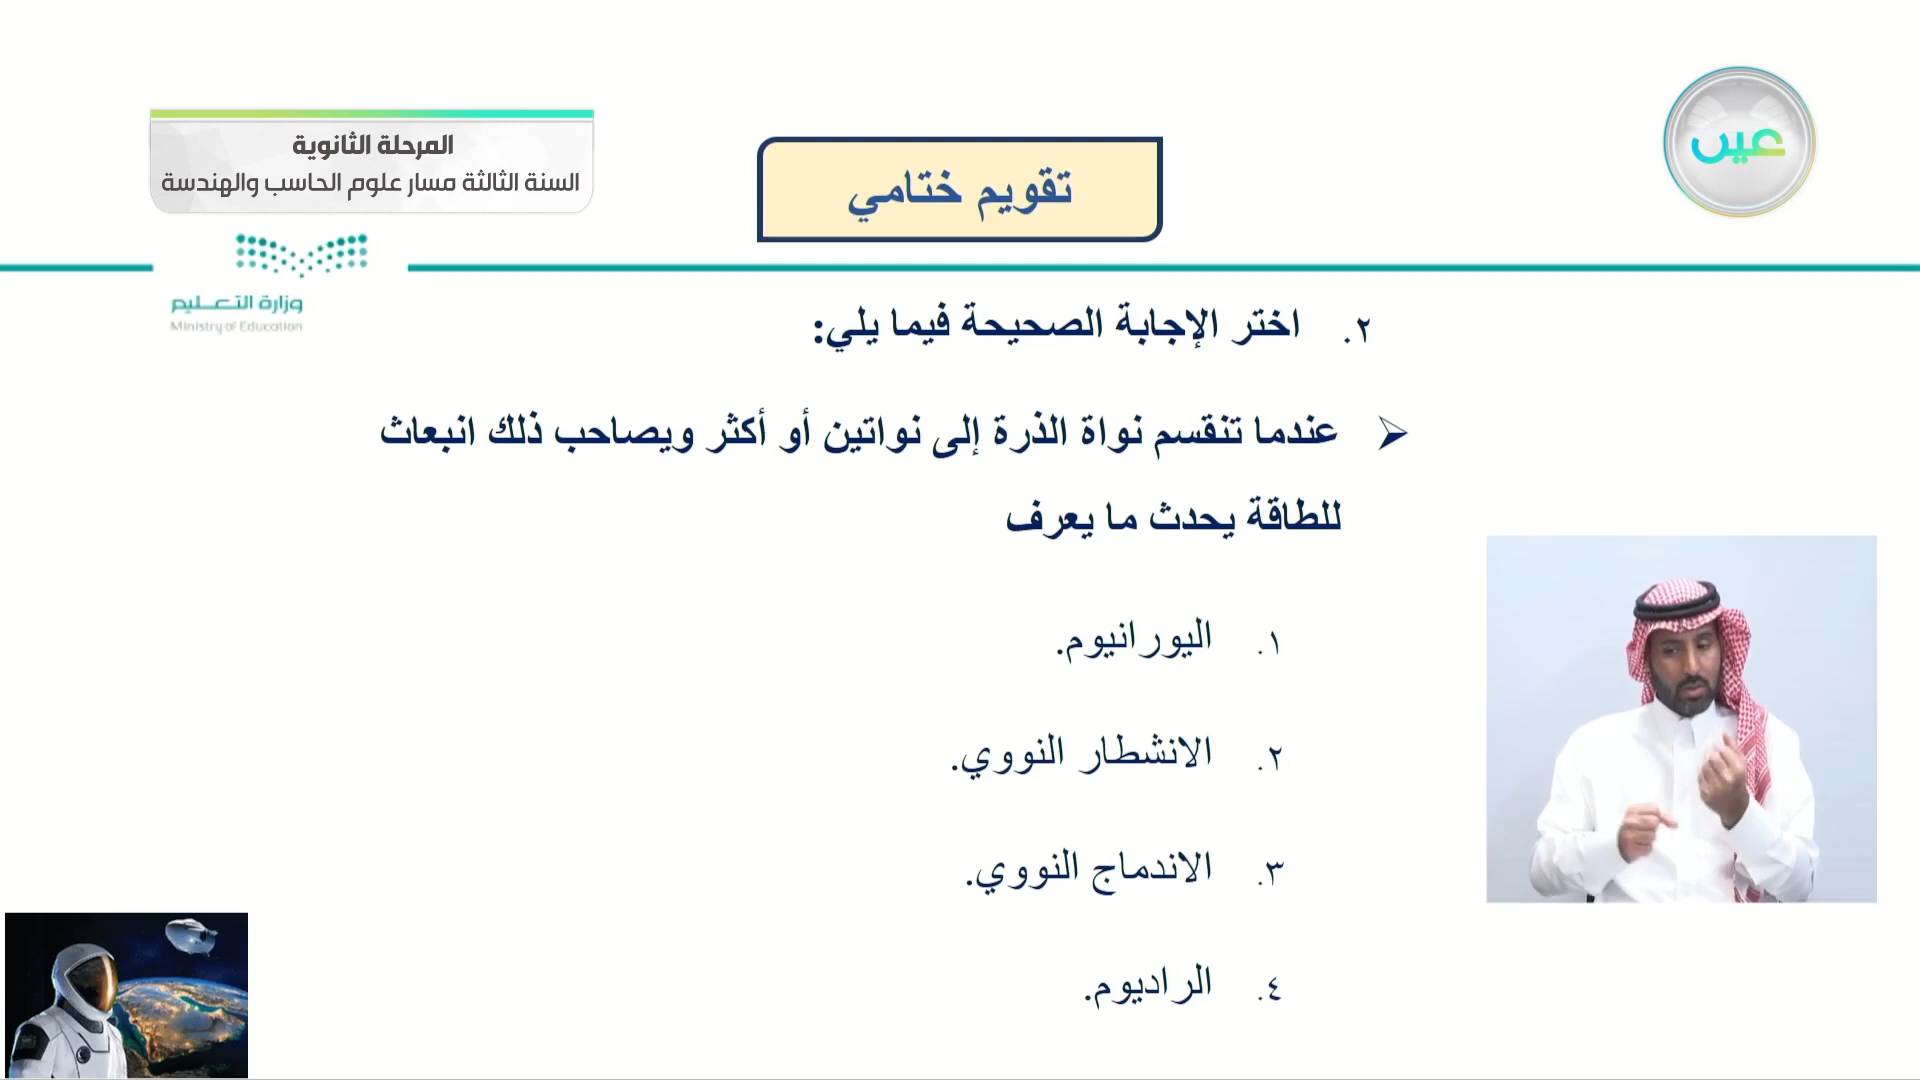 المرحلة الثانوية
السنة الثالثة مسار علوم الحاسب والهندسة
عين
تقويم ختامي
وزارة التعليم
Ministry of Education
٢. اختر الإجابة الصحيحة فيما يلي:
عندما تنقسم نواة الذرة إلى نواتين أو أكثر ويصاحب ذلك انبعاث
للطاقة يحدث ما يعرف
١. اليورانيوم.
٢. الانشطار النووي.
٣. الاندماج النووي.
٤. الراديوم.